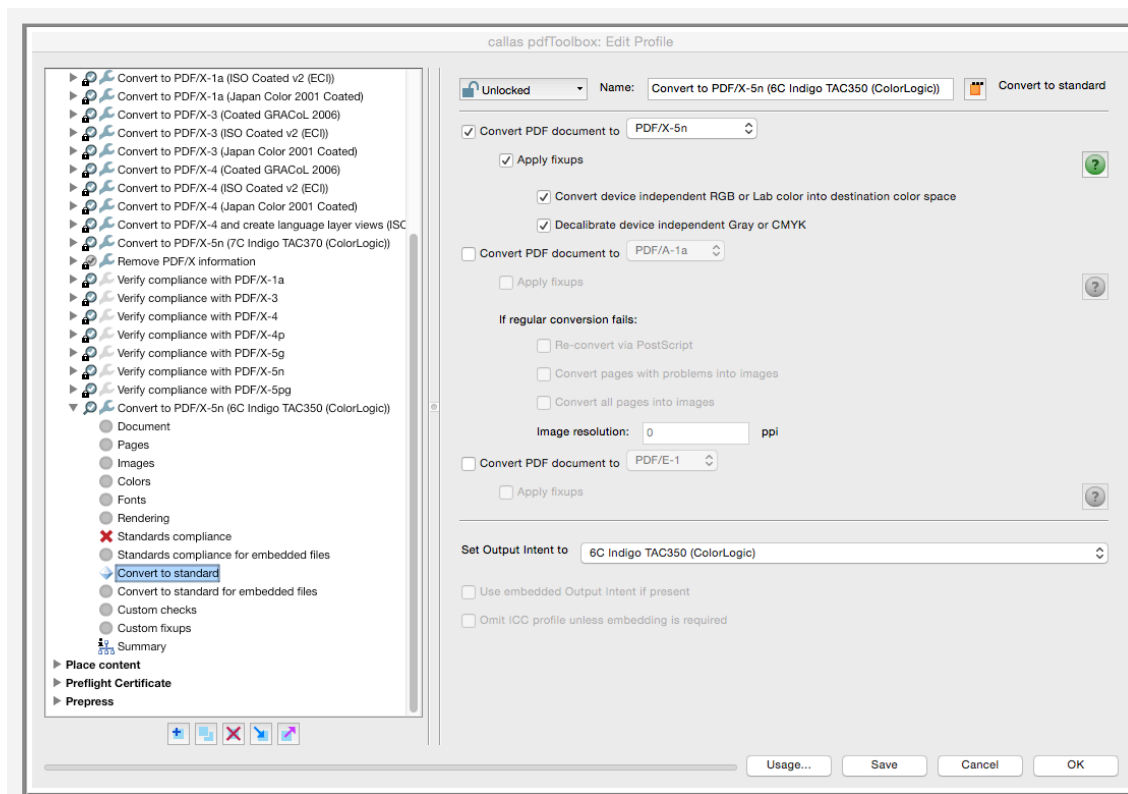 callas pdfToolbox: Edit Profile
Convert to PDF/X-1a (ISO Coated v2 (ECI))
Convert to PDF/X-1a (Japan Color 2001 Coated)
Convert to PDF/X-3 (Coated GRACoL 2006)
Convert to PDF/X-3 (ISO Coated v2 (ECI))
Convert to PDF/X-3 (Japan Color 2001 Coated)
Convert to PDF/X-4 (Coated GRACoL 2006)
Convert to PDF/X-4 (ISO Coated v2 (ECI))
Convert to PDF/X-4 (Japan Color 2001 Coated)
Convert to PDF/X-4 and create language layer views (ISC
Convert to PDF/X-5n (7C Indigo TAC370 (ColorLogic))
Remove PDF/X information
Verify compliance with PDF/X-1a
Verify compliance with PDF/X-3
Verify compliance with PDF/X-4
Verify compliance with PDF/X-4p
Verify compliance with PDF/X-5g
Verify compliance with PDF/X-5n
Verify compliance with PDF/X-5pg
Convert to PDF/X-5n (6C Indigo TAC350 (ColorLogic))
Document
Pages
Images
Colors
Fonts
Rendering
Standards compliance
Standards compliance for embedded files
Convert to standard
Convert to standard for embedded files
Custom checks
Custom fixups
Summary
Place content
Preflight Certificate
Prepress
Unlocked Name: Convert to PDF/X-5n (6C Indigo TAC350 (ColorLogic)) Convert to standard
Convert PDF document to PDF/X-5n
Apply fixups
?
Convert device independent RGB or Lab color into destination color space
Decalibrate device independent Gray or CMYK
Convert PDF document to PDF/A-1a
Apply fixups
?
If regular conversion fails:
Re-convert via PostScript
Convert pages with problems into images
Convert all pages into images
Image resolution: 0 ppi
Convert PDF document to PDF/E-1
Apply fixups
?
Set Output Intent to 6C Indigo TAC350 (ColorLogic)
Use embedded Output Intent if present
Omit ICC profile unless embedding is required
Usage... Save Cancel OK